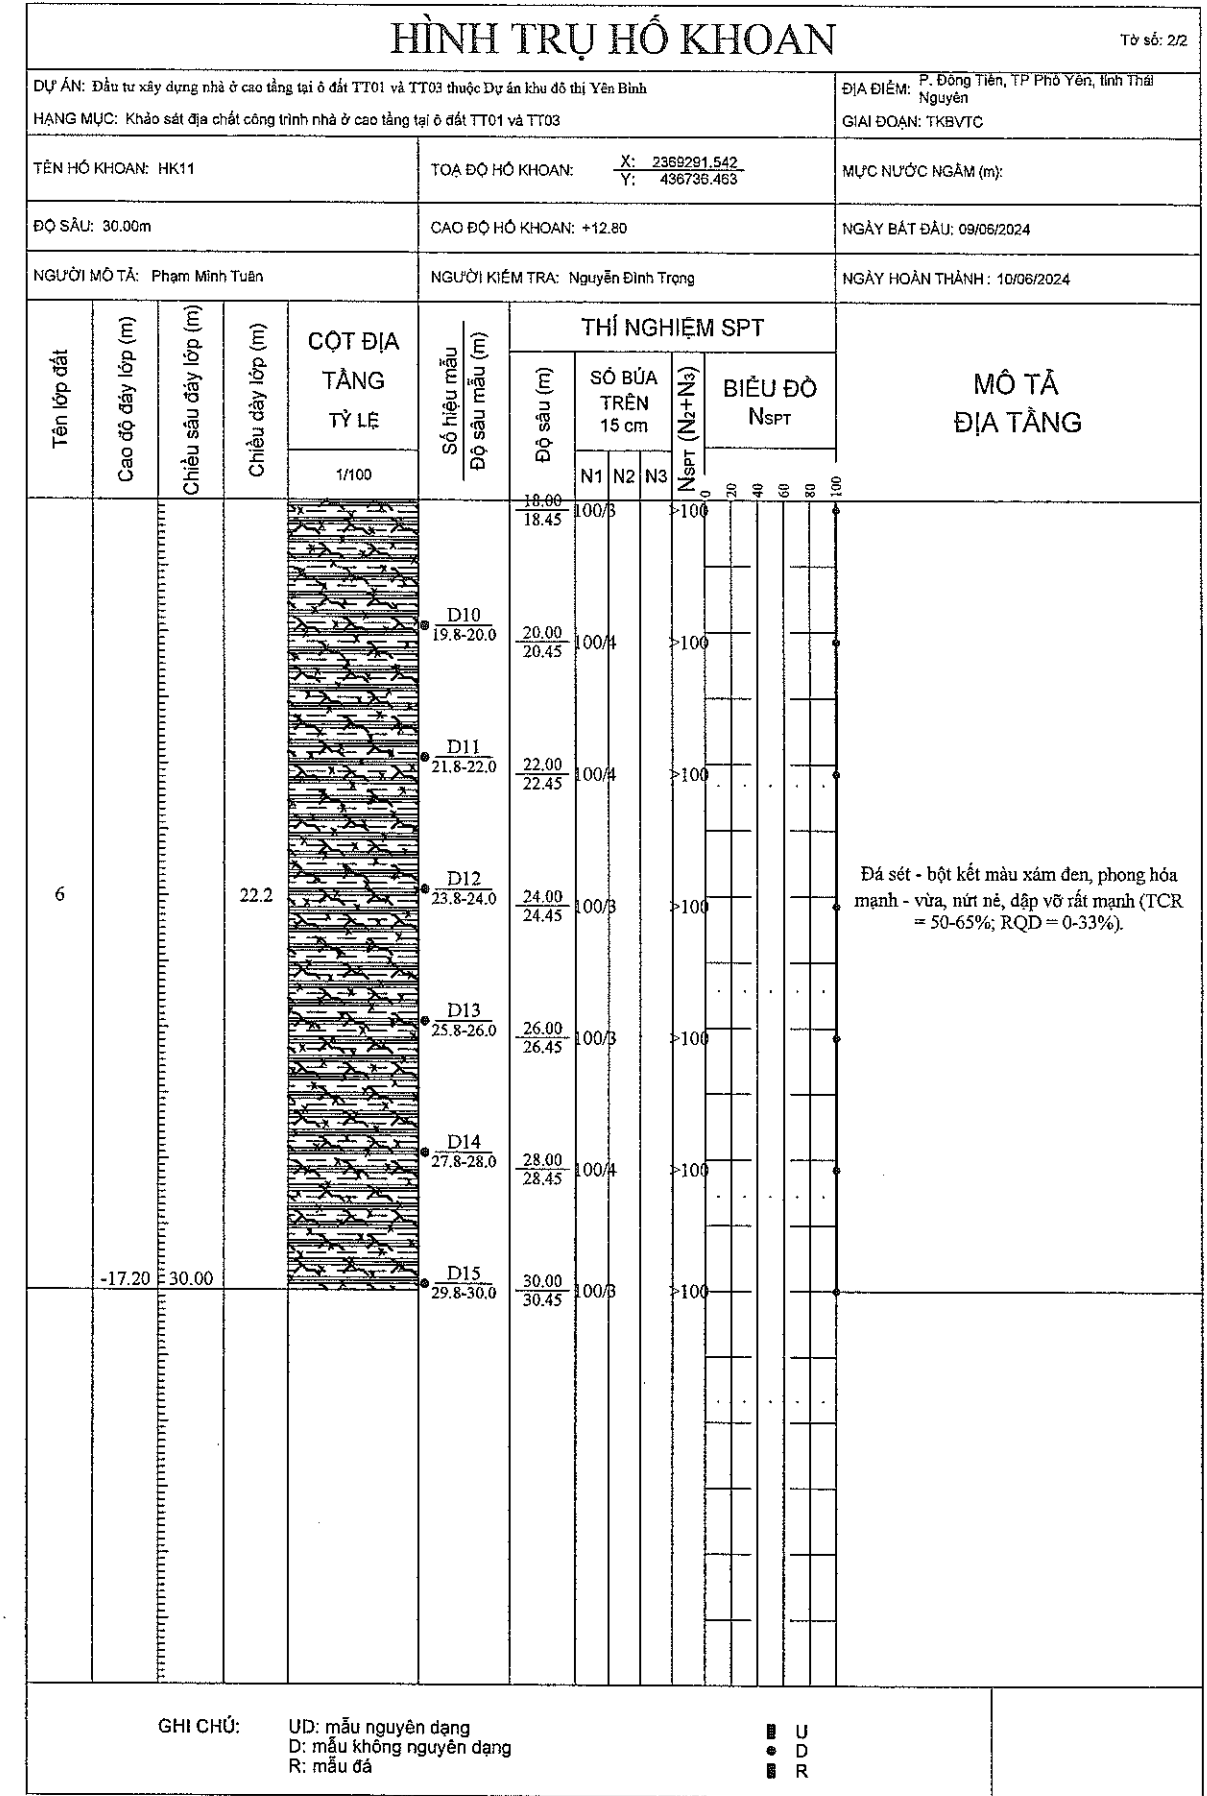 HÌNH TRỤ HỐ KHOAN
Tờ số: 2/2
DỰ ÁN: Đầu tư xây dựng nhà ở cao tầng tại ô đất TT01 và TT03 thuộc Dự án khu đô thị Yên Bình
HẠNG MỤC: Khảo sát địa chất công trình nhà ở cao tầng tại ô đất TT01 và TT03
ĐỊA ĐIỂM: P. Đồng Tiến, TP Phổ Yên, tỉnh Thái
Nguyên
GIAI ĐOẠN: TKBVTC
TÊN HỐ KHOAN: HK11
TOẠ ĐỘ HỐ KHOAN:
X: 2369291.542
Y: 436736.463
MỰC NƯỚC NGẦM (m):
ĐỘ SÂU: 30.00m
CAO ĐỘ HỐ KHOAN: +12.80
NGÀY BẮT ĐẦU: 09/06/2024
NGƯỜI MÔ TẢ: Phạm Minh Tuân
NGƯỜI KIỂM TRA: Nguyễn Đình Trọng
NGÀY HOÀN THÀNH : 10/06/2024
Tên lớp đất
Cao độ đáy lớp (m)
Chiều sâu đáy lớp (m)
Chiều dày lớp (m)
CỘT ĐỊA
TẦNG
TỶ LỆ
1/100
Số hiệu mẫu
Độ sâu mẫu (m)
THÍ NGHIỆM SPT
Độ sâu (m)
SỐ BÚA
TRÊN
15 cm
N1 N2 N3
NSPT (N2+N3)
BIỂU ĐỒ
NSPT
0 20 40 60 80 100
MÔ TẢ
ĐỊA TẦNG
18.00
18.45
100/3 >100
D10
19.8-20.0
20.00
20.45
100/4 >100
D11
21.8-22.0
22.00
22.45
100/4 >100
6
22.2
D12
23.8-24.0
24.00
24.45
100/3 >100
Đá sét - bột kết màu xám đen, phong hóa
mạnh - vừa, nứt nẻ, dập vỡ rất mạnh (TCR
= 50-65%; RQD = 0-33%).
D13
25.8-26.0
26.00
26.45
100/3 >100
D14
27.8-28.0
28.00
28.45
100/4 >100
-17.20 30.00
D15
29.8-30.0
30.00
30.45
100/3 >100
GHI CHÚ:
UD: mẫu nguyên dạng
D: mẫu không nguyên dạng
R: mẫu đá
U
D
R